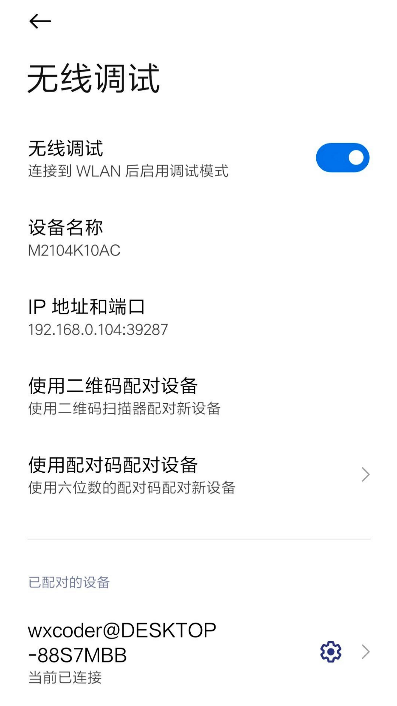 无线调试
无线调试
连接到 WLAN 后启用调试模式
设备名称
M2104K10AC
IP 地址和端口
192.168.0.104:39287
使用二维码配对设备
使用二维码扫描器配对新设备
使用配对码配对设备
使用六位数的配对码配对新设备
已配对的设备
wxcoder@DESKTOP
-88S7MBB
当前已连接